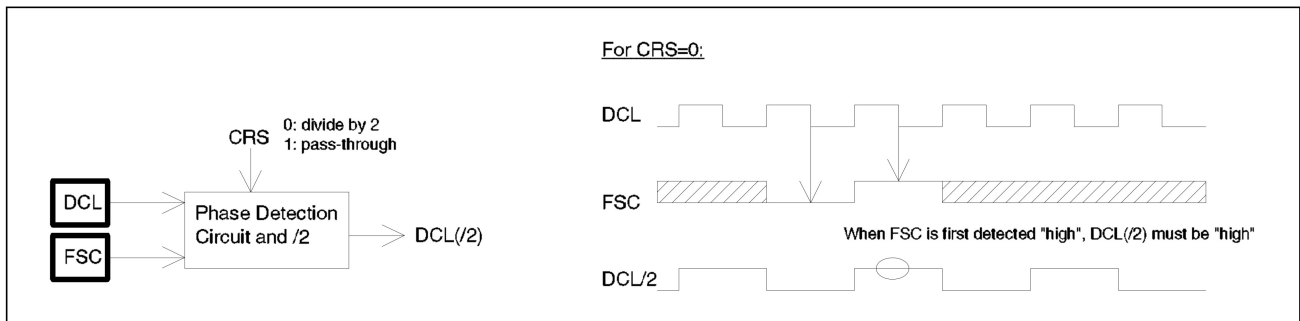 CRS
0: divide by 2
1: pass-through
DCL
FSC
Phase Detection
Circuit and /2
DCL(/2)
For CRS=0:
DCL
FSC
When FSC is first detected "high", DCL(/2) must be "high"
DCL/2